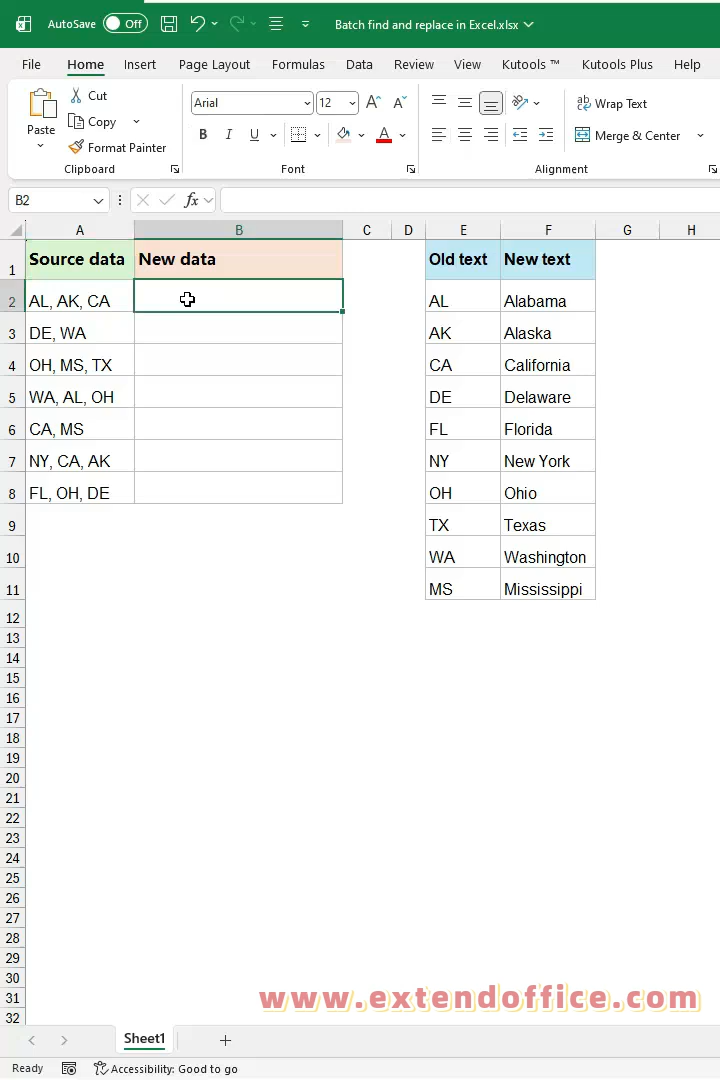 AutoSave Off Batch find and replace in Excel.xlsx
File Home Insert Page Layout Formulas Data Review View Kutools ™ Kutools Plus Help
Paste Cut Copy Format Painter
Arial 12 A A
B I U A
ab Wrap Text
Merge & Center
Clipboard Font Alignment
B2 fx
A B C D E F G H
1 Source data New data Old text New text
2 AL, AK, CA AL Alabama
3 DE, WA AK Alaska
4 OH, MS, TX CA California
5 WA, AL, OH DE Delaware
6 CA, MS FL Florida
7 NY, CA, AK NY New York
8 FL, OH, DE OH Ohio
9 TX Texas
10 WA Washington
11 MS Mississippi
12
13
14
15
16
17
18
19
20
21
22
23
24
25
26
27
28
29
30
31
32
www.extendoffice.com
Sheet1
Ready Accessibility: Good to go